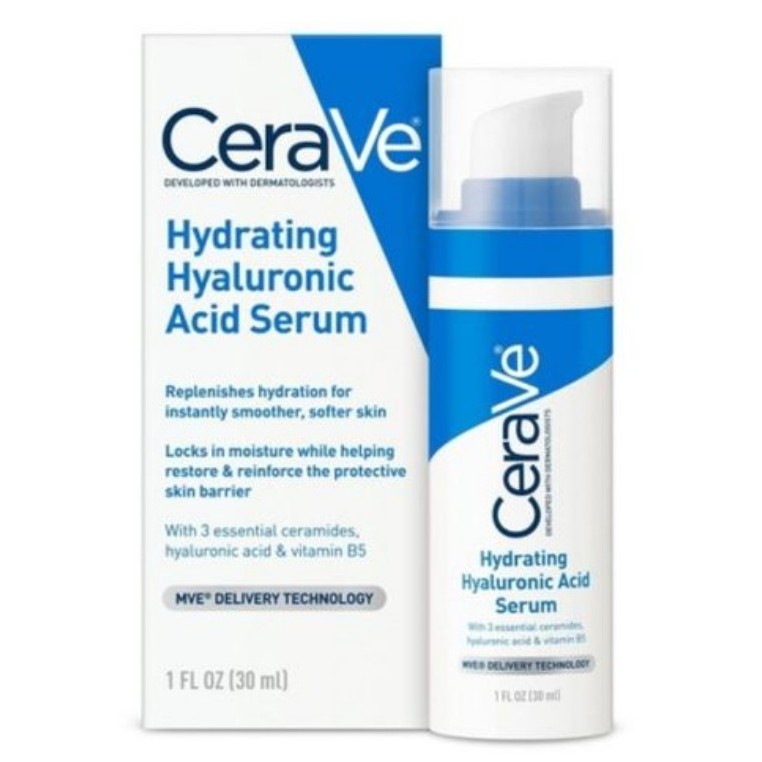 CeraVe®
DEVELOPED WITH DERMATOLOGISTS
Hydrating
Hyaluronic
Acid Serum
Replenishes hydration for
instantly smoother, softer skin
Locks in moisture while helping
restore & reinforce the protective
skin barrier
With 3 essential ceramides,
hyaluronic acid & vitamin B5
MVE® DELIVERY TECHNOLOGY
1 FL OZ (30 ml)
CeraVe®
DEVELOPED WITH DERMATOLOGISTS
Hydrating
Hyaluronic Acid
Serum
With 3 essential ceramides,
hyaluronic acid & vitamin B5
MVE® DELIVERY TECHNOLOGY
1 FL OZ (30 ml)